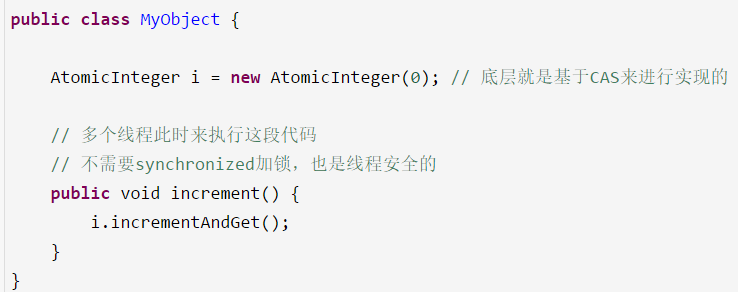 public class MyObject {
AtomicInteger i = new AtomicInteger(0); // 底层就是基于CAS来进行实现的
// 多个线程此时来执行这段代码
// 不需要synchronized加锁，也是线程安全的
public void increment() {
i.incrementAndGet();
}
}